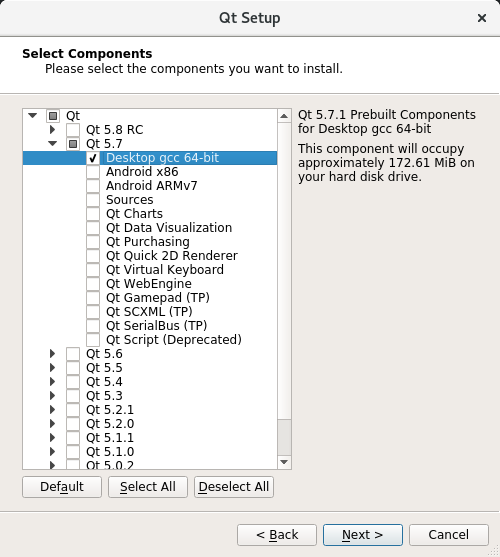 Qt Setup
Select Components
Please select the components you want to install.
Qt
Qt 5.8 RC
Qt 5.7
Desktop gcc 64-bit
Android x86
Android ARMv7
Sources
Qt Charts
Qt Data Visualization
Qt Purchasing
Qt Quick 2D Renderer
Qt Virtual Keyboard
Qt WebEngine
Qt Gamepad (TP)
Qt SCXML (TP)
Qt SerialBus (TP)
Qt Script (Deprecated)
Qt 5.6
Qt 5.5
Qt 5.4
Qt 5.3
Qt 5.2.1
Qt 5.2.0
Qt 5.1.1
Qt 5.1.0
Qt 5.0.2
Qt 5.7.1 Prebuilt Components
for Desktop gcc 64-bit
This component will occupy
approximately 172.61 MiB on
your hard disk drive.
Default
Select All
Deselect All
< Back
Next >
Cancel